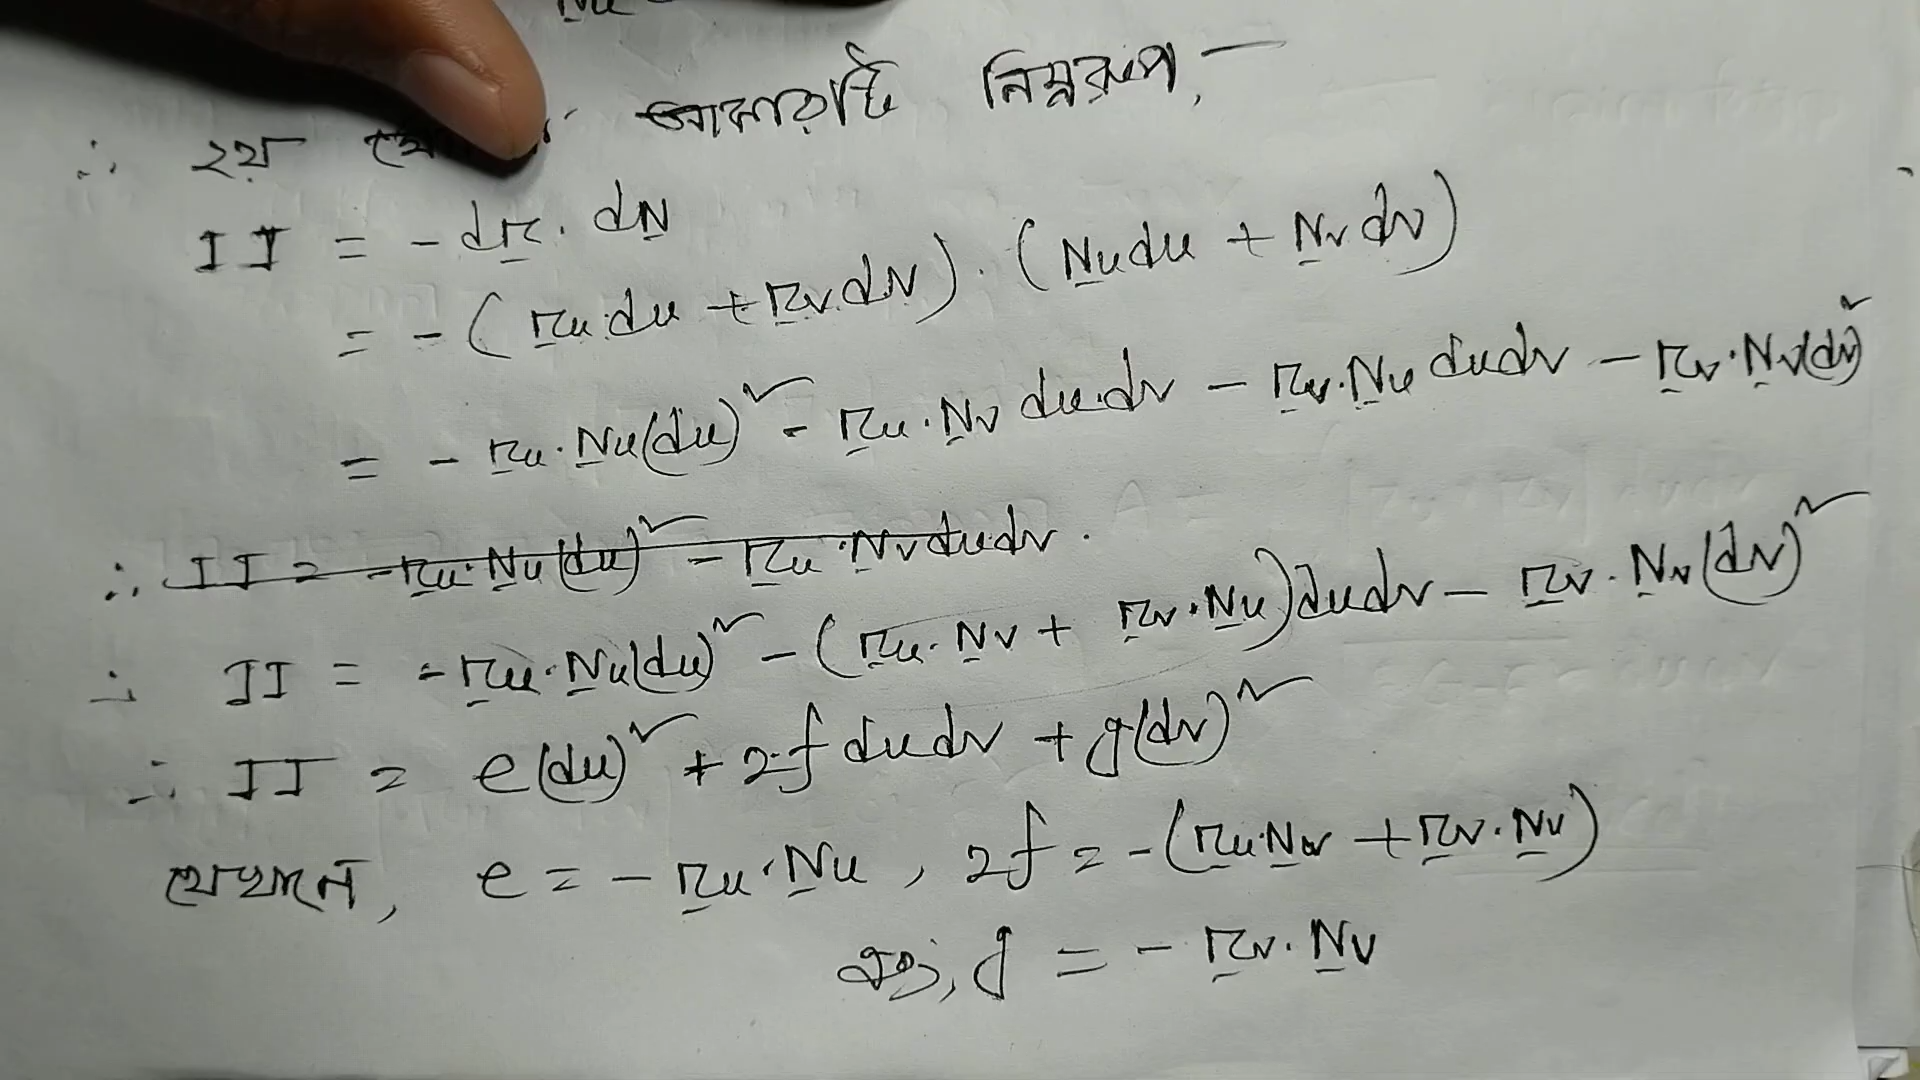 ∴ ২য় আকারটি নিম্নরূপ, —
II = - dr . dN
= - ( ru du + rv dv ) . ( Nu du + Nv dv )
= - ru . Nu (du)² - ru . Nv du.dv - rv . Nu du dv - rv . Nv (dv)²
∴ II = - ru . Nu (du)² - ru . Nv du dv .
∴ II = - ru . Nu (du)² - ( ru . Nv + rv . Nu ) du dv - rv . Nv (dv)²
∴ II = e (du)² + 2f du dv + g (dv)²
যেখানে, e = - ru . Nu , 2f = - ( ru . Nv + rv . Nu )
এবং, g = - rv . Nv